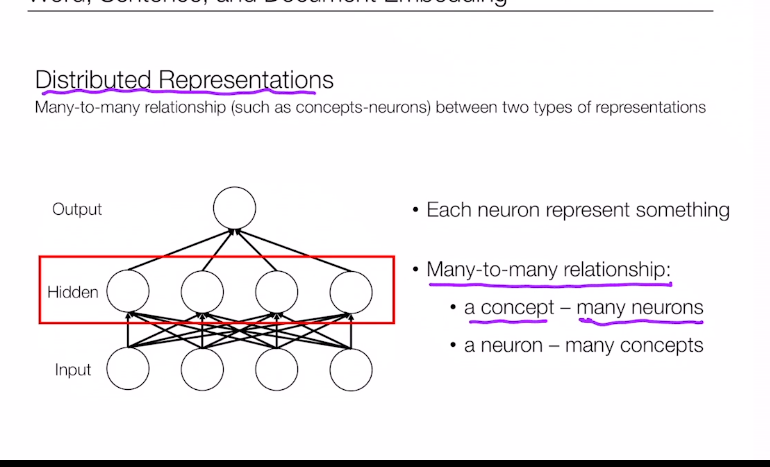 Word, Sentence, and Document Embedding
Distributed Representations
Many-to-many relationship (such as concepts-neurons) between two types of representations
Output
Hidden
Input
• Each neuron represent something
• Many-to-many relationship:
• a concept – many neurons
• a neuron – many concepts